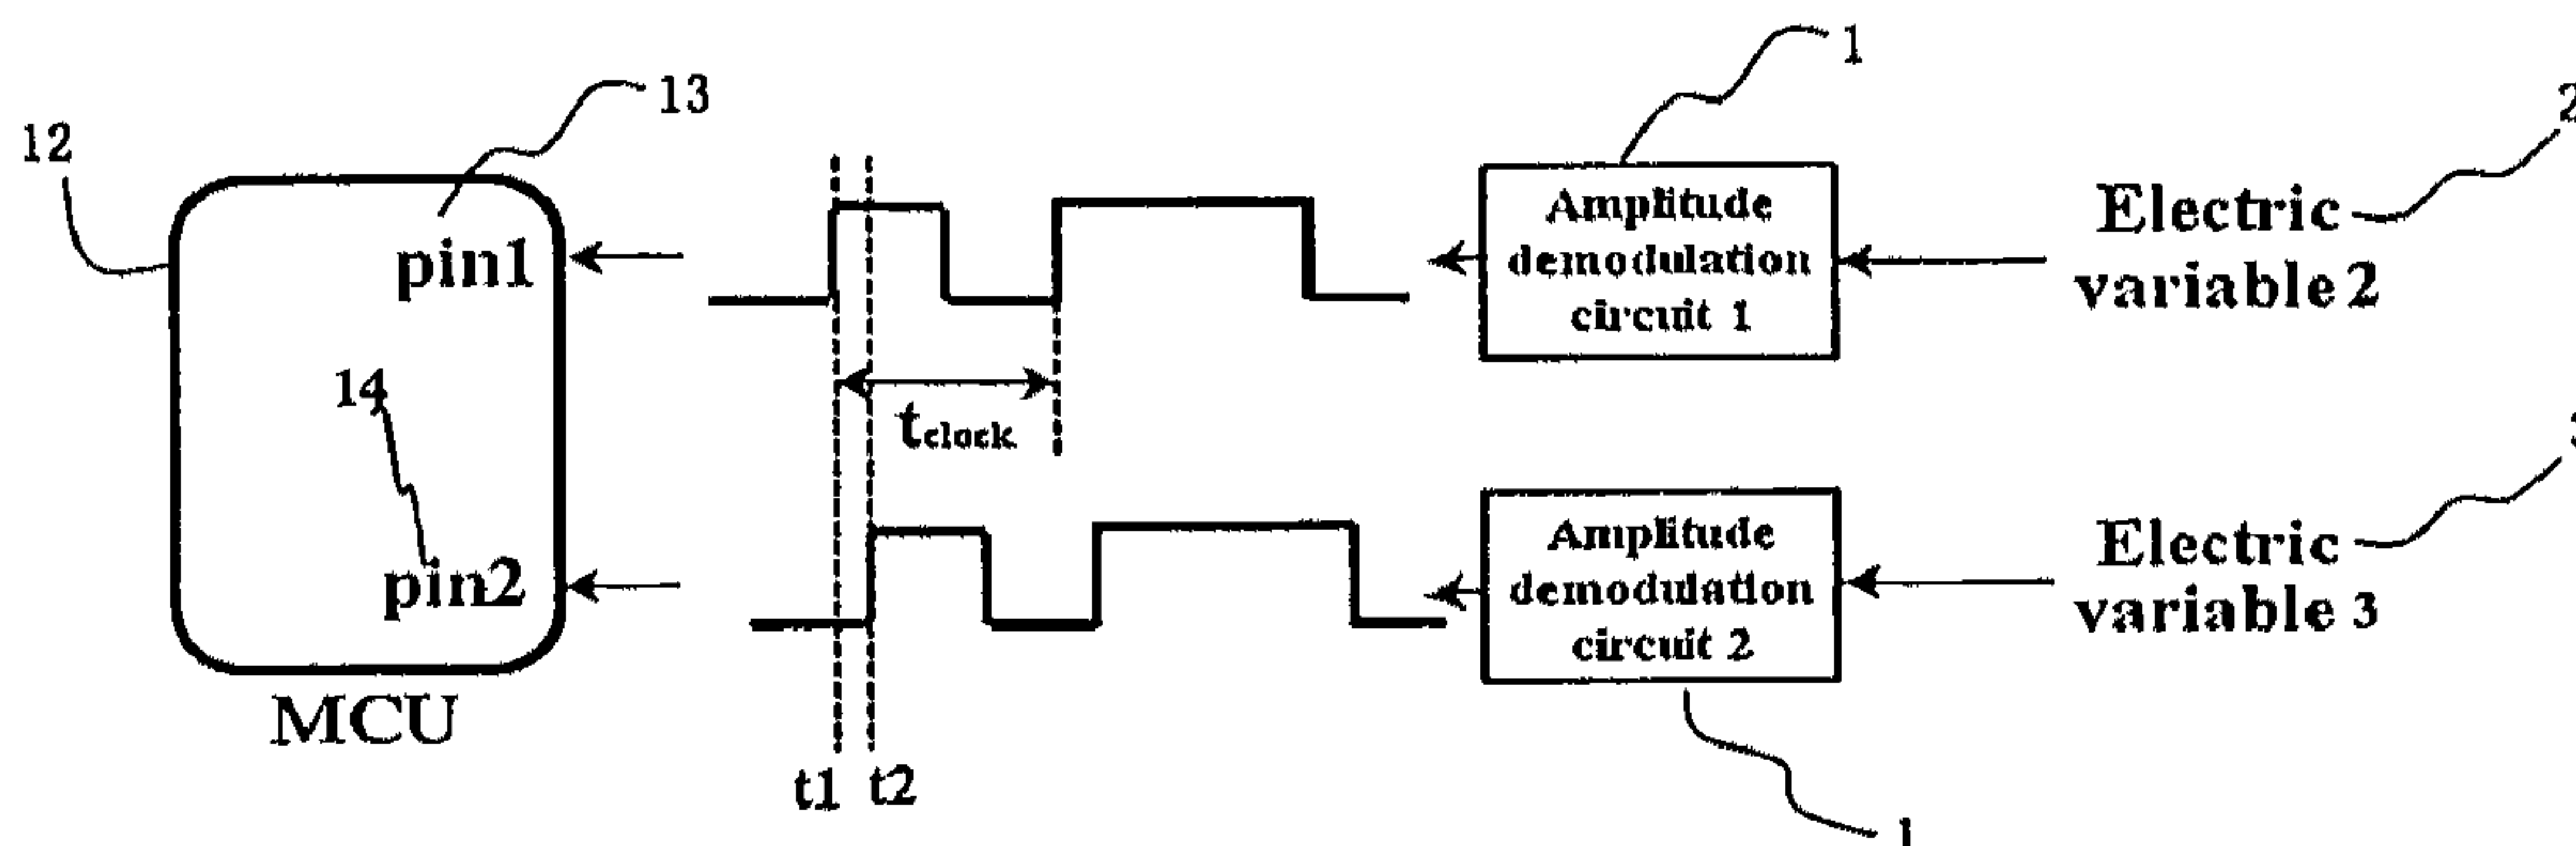 12
13
pin1
14
pin2
MCU
t1 t2
tclock
1
Amplitude
demodulation
circuit 1
2
Electric
variable 2
Amplitude
demodulation
circuit 2
1
Electric
variable 3